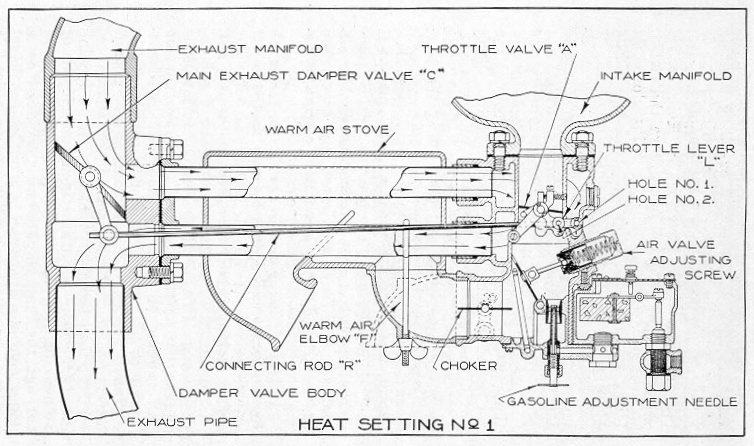 EXHAUST MANIFOLD
THROTTLE VALVE "A"
MAIN EXHAUST DAMPER VALVE "C"
INTAKE MANIFOLD
WARM AIR STOVE
THROTTLE LEVER
"L"
HOLE NO. 1.
HOLE NO. 2.
AIR VALVE
ADJUSTING
SCREW
WARM AIR
ELBOW "F"
CONNECTING ROD "R"
CHOKER
DAMPER VALVE BODY
GASOLINE ADJUSTMENT NEEDLE
EXHAUST PIPE
HEAT SETTING NO 1